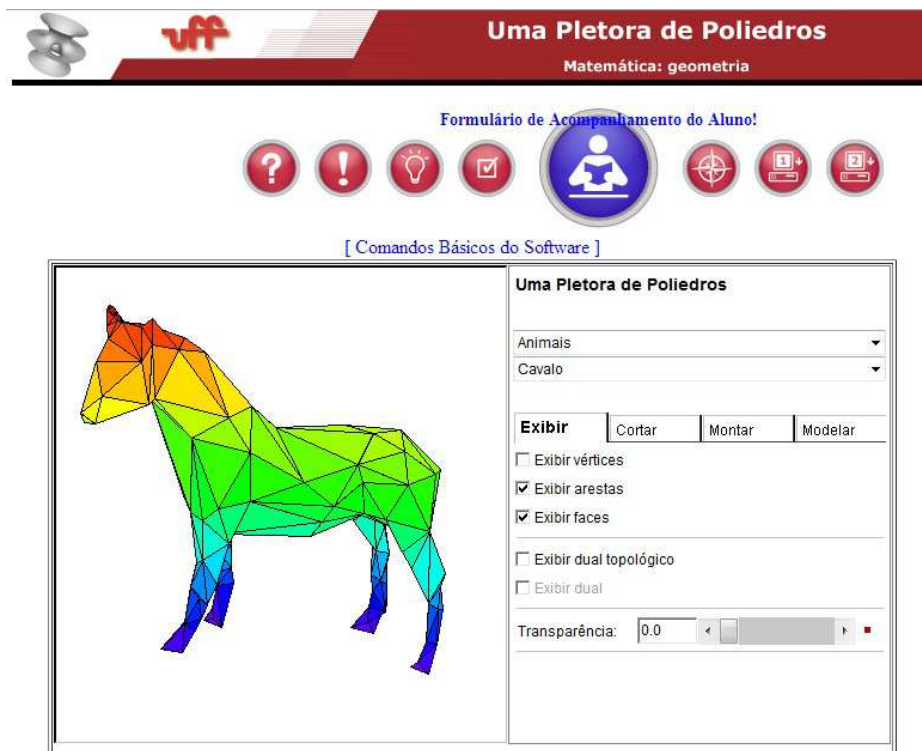 uff
Uma Pletora de Poliedros
Matemática: geometria
Formulário de Acompanhamento do Aluno!
? !
1 2
[ Comandos Básicos do Software ]
Uma Pletora de Poliedros
Animais
Cavalo
Exibir Cortar Montar Modelar
Exibir vértices
Exibir arestas
Exibir faces
Exibir dual topológico
Exibir dual
Transparência: 0.0